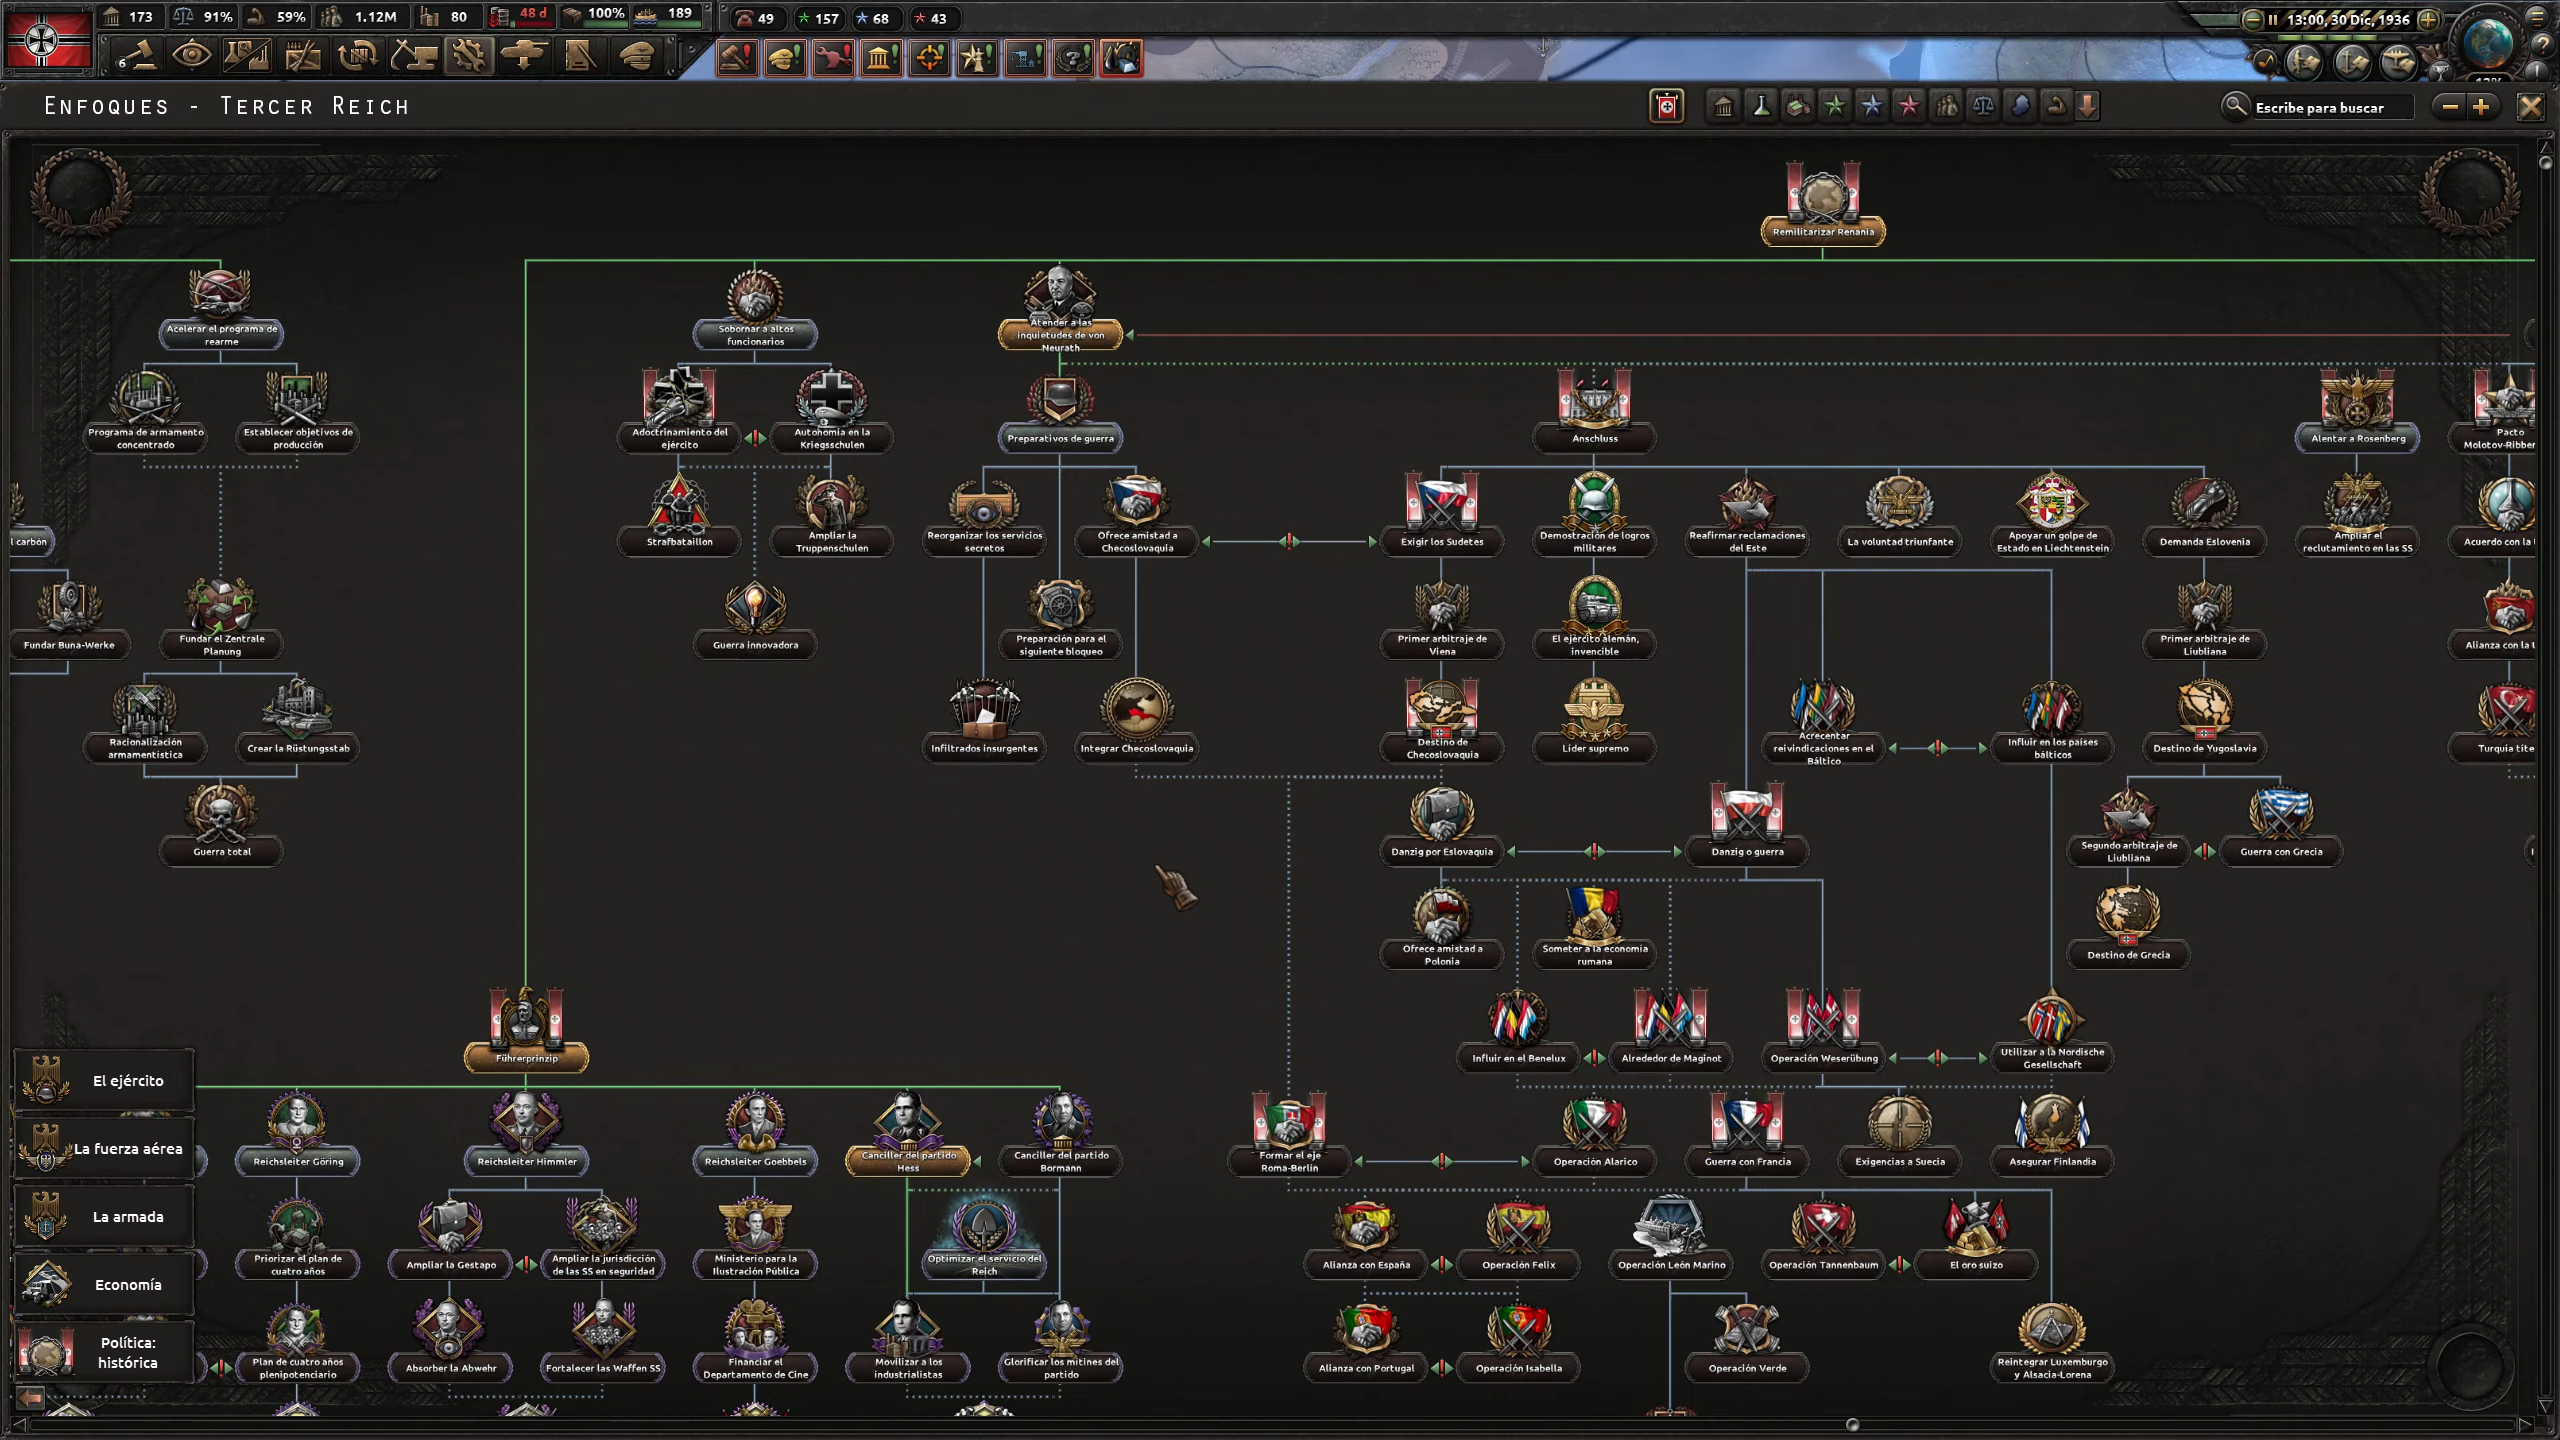 173
91%
59%
1.12M
80
48 d
100%
189
49
157
68
43
13:00, 30 Dic, 1936
6
Enfoques - Tercer Reich
Escribe para buscar
Remilitarizar Renania
Acelerar el programa de
rearme
Sobornar a altos
funcionarios
Atender a las
inquietudes de von
Neurath
Programa de armamento
concentrado
Establecer objetivos de
producción
Adoctrinamiento del
ejército
Autonomía en la
Kriegsschulen
Preparativos de guerra
Anschluss
Alentar a Rosenberg
Pacto
Molotov-Ribben
l carbón
Strafbataillon
Ampliar la
Truppenschulen
Reorganizar los servicios
secretos
Ofrece amistad a
Checoslovaquia
Exigir los Sudetes
Demostración de logros
militares
Reafirmar reclamaciones
del Este
La voluntad triunfante
Apoyar un golpe de
Estado en Liechtenstein
Demanda Eslovenia
Ampliar el
reclutamiento en las SS
Acuerdo con la
Fundar Buna-Werke
Fundar el Zentrale
Planung
Guerra innovadora
Preparación para el
siguiente bloqueo
Primer arbitraje de
Viena
El ejército alemán,
invencible
Primer arbitraje de
Liubliana
Alianza con la
Racionalización
armamentística
Crear la Rüstungsstab
Infiltrados insurgentes
Integrar Checoslovaquia
Destino de
Checoslovaquia
Líder supremo
Acrecentar
reivindicaciones en el
Báltico
Influir en los países
bálticos
Destino de Yugoslavia
Turquía títe
Guerra total
Danzig por Eslovaquia
Danzig o guerra
Segundo arbitraje de
Liubliana
Guerra con Grecia
Ofrece amistad a
Polonia
Someter a la economía
rumana
Destino de Grecia
Führerprinzip
Influir en el Benelux
Alrededor de Maginot
Operación Weserübung
Utilizar a la Nordische
Gesellschaft
El ejército
La fuerza aérea
La armada
Economía
Política:
histórica
Reichsleiter Göring
Reichsleiter Himmler
Reichsleiter Goebbels
Canciller del partido
Hess
Canciller del partido
Bormann
Formar el eje
Roma-Berlín
Operación Alarico
Guerra con Francia
Exigencias a Suecia
Asegurar Finlandia
Priorizar el plan de
cuatro años
Ampliar la Gestapo
Ampliar la jurisdicción
de las SS en seguridad
Ministerio para la
Ilustración Pública
Optimizar el servicio del
Reich
Alianza con España
Operación Felix
Operación León Marino
Operación Tannenbaum
El oro suizo
Plan de cuatro años
plenipotenciario
Absorber la Abwehr
Fortalecer las Waffen SS
Financiar el
Departamento de Cine
Movilizar a los
industrialistas
Glorificar los mítines del
partido
Alianza con Portugal
Operación Isabella
Operación Verde
Reintegrar Luxemburgo
y Alsacia-Lorena